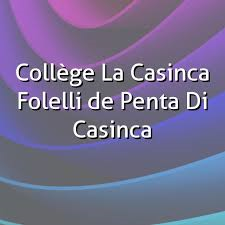 Collège La Casinca
Folelli de Penta Di
Casinca